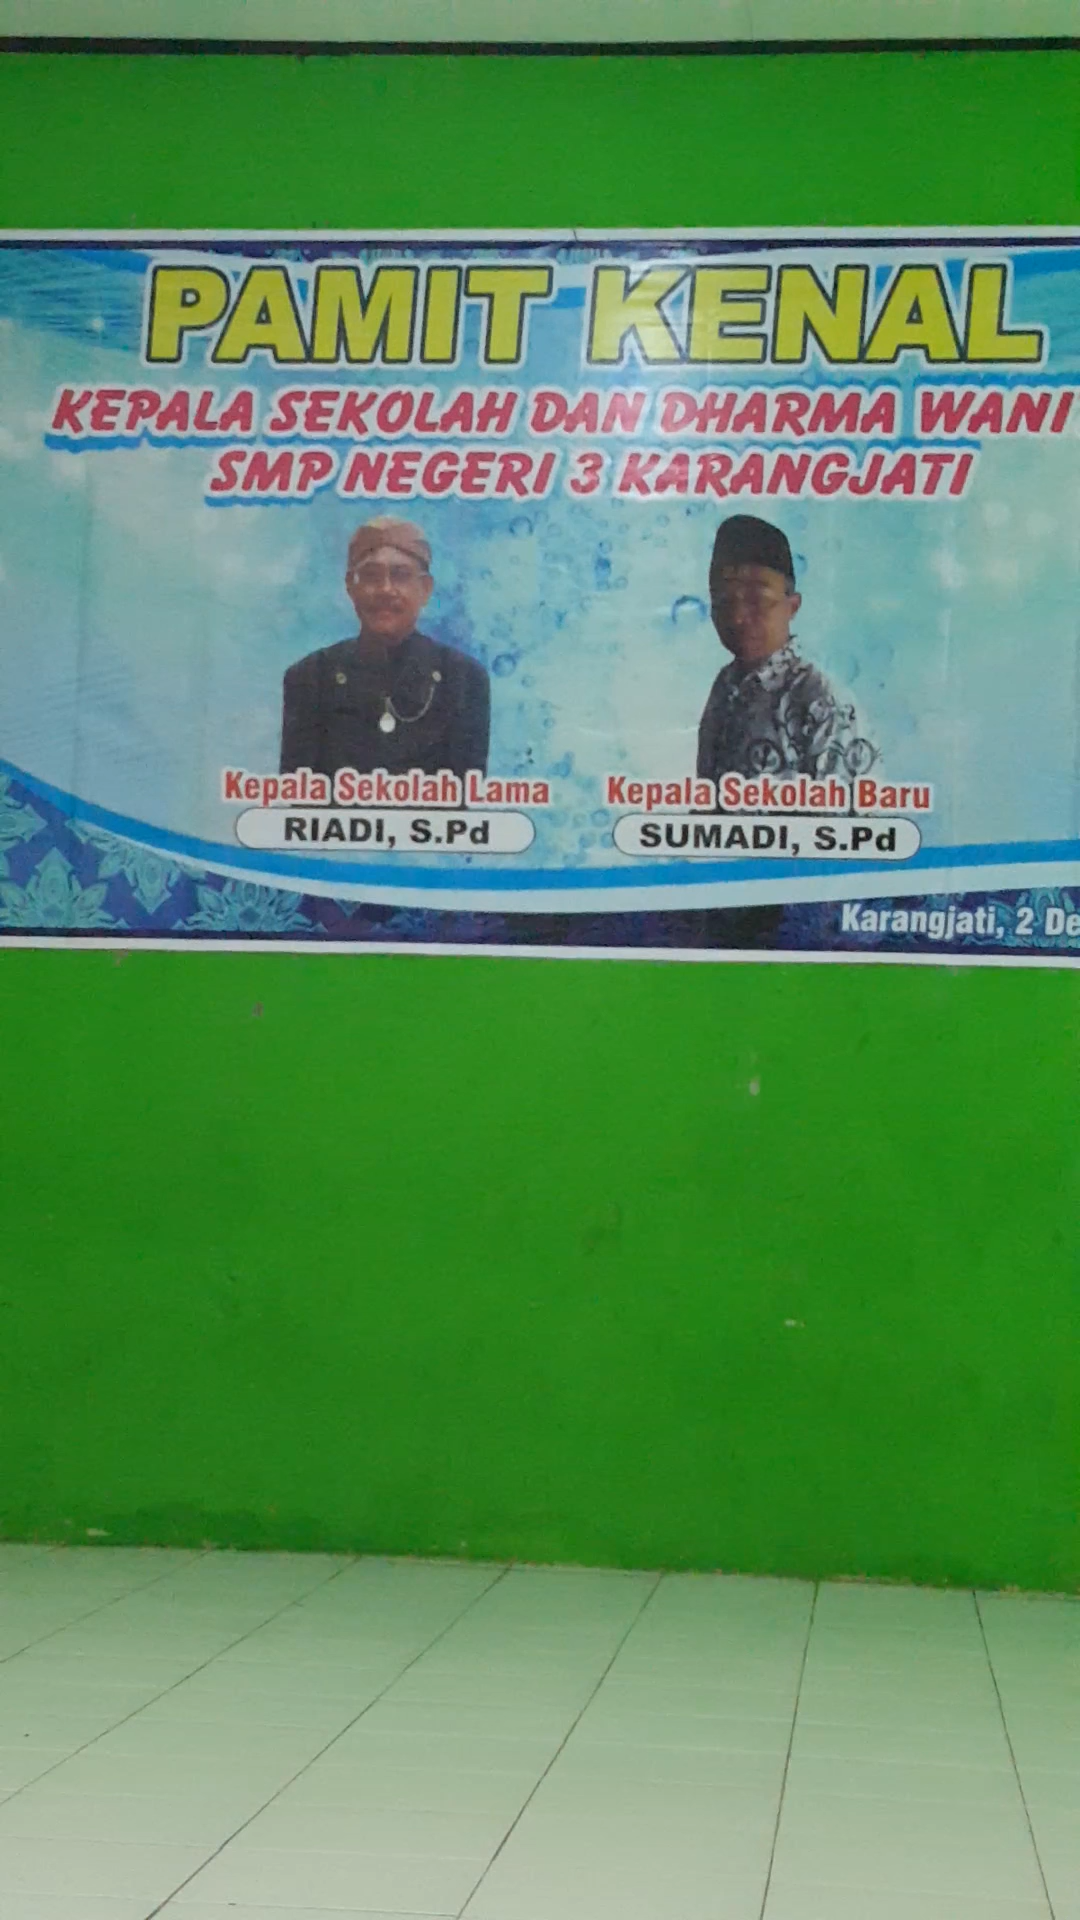 PAMIT KENAL
KEPALA SEKOLAH DAN DHARMA WANI
SMP NEGERI 3 KARANGJATI
Kepala Sekolah Lama
RIADI, S.Pd
Kepala Sekolah Baru
SUMADI, S.Pd
Karangjati, 2 De